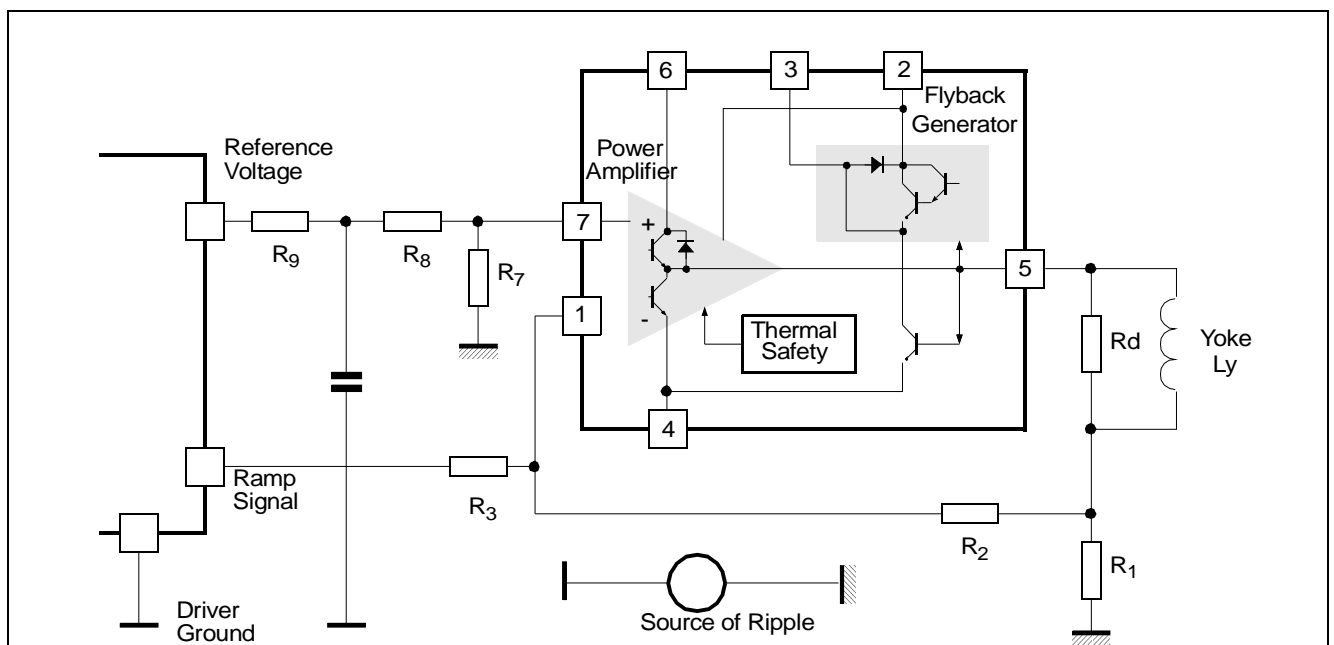 6
3
2
Flyback
Generator
Reference
Voltage
Power
Amplifier
7
+
R9
R8
R7
5
1
-
Thermal
Safety
Rd
Yoke
Ly
4
Ramp
Signal
R3
R2
R1
Driver
Ground
Source of Ripple